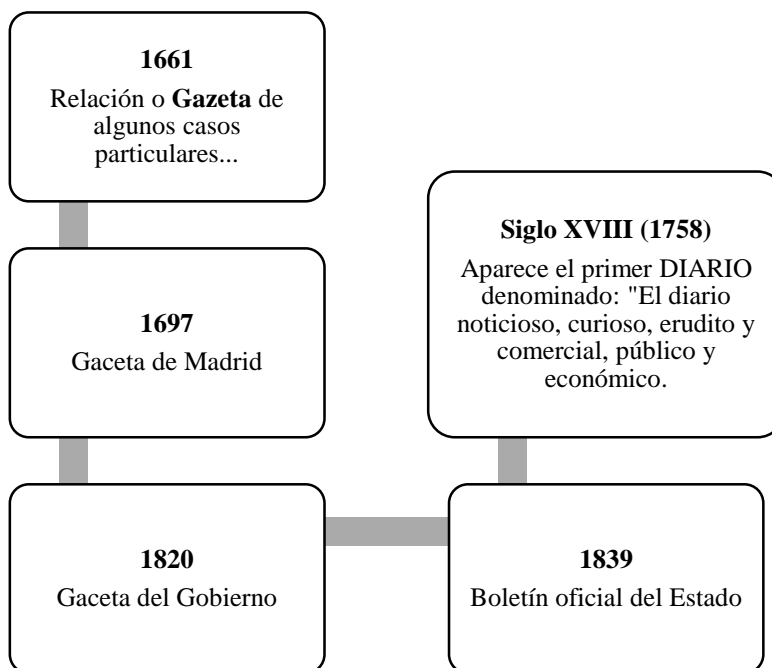 1661
Relación o Gazeta de
algunos casos
particulares...
1697
Gaceta de Madrid
1820
Gaceta del Gobierno
1839
Boletín oficial del Estado
Siglo XVIII (1758)
Aparece el primer DIARIO
denominado: "El diario
noticioso, curioso, erudito y
comercial, público y
económico.